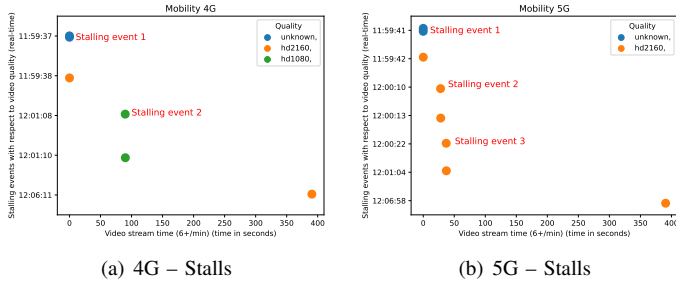 Mobility 4G
Stalling events with respect to video quality (real-time)
Quality
unknown,
hd2160,
hd1080,
11:59:37
Stalling event 1
11:59:38
12:01:08
Stalling event 2
12:01:10
12:06:11
0 50 100 150 200 250 300 350 400
Video stream time (6+/min) (time in seconds)
(a) 4G – Stalls
Mobility 5G
Stalling events with respect to video quality (real-time)
Quality
unknown,
hd2160,
11:59:41
Stalling event 1
11:59:42
12:00:10
Stalling event 2
12:00:13
12:00:22
Stalling event 3
12:01:04
12:06:58
0 50 100 150 200 250 300 350 400
Video stream time (6+/min) (time in seconds)
(b) 5G – Stalls